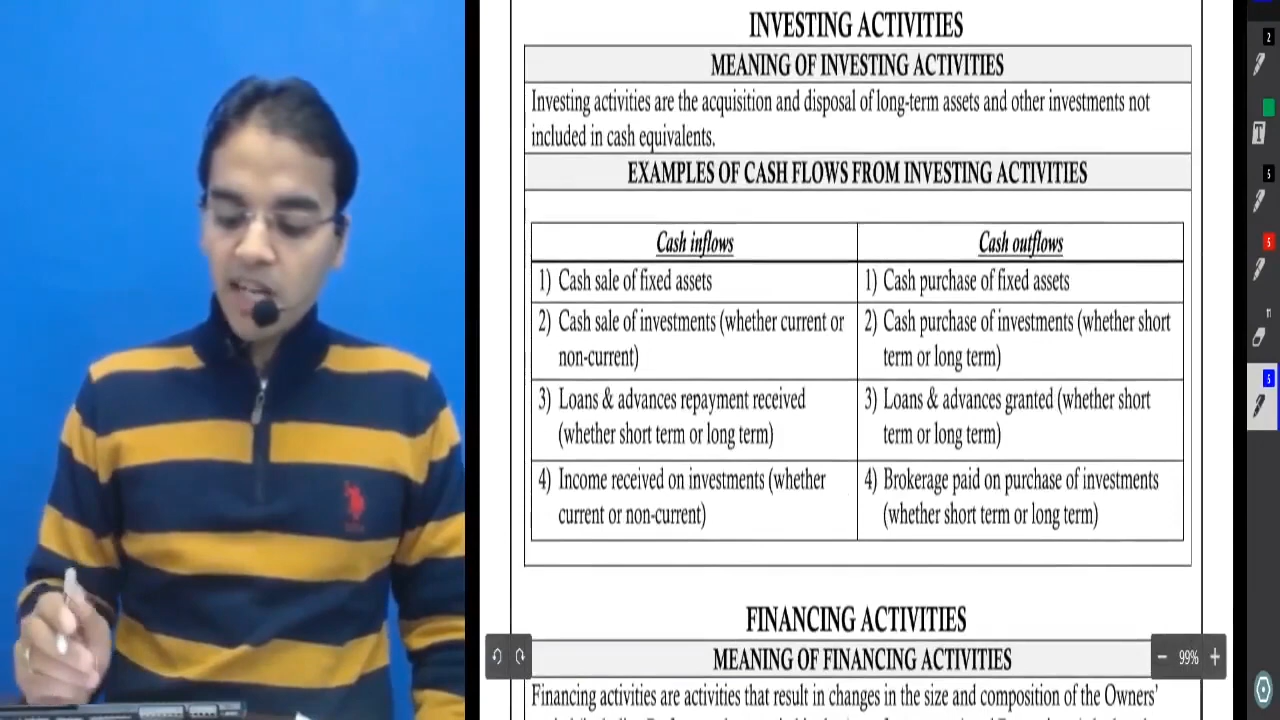 INVESTING ACTIVITIES
MEANING OF INVESTING ACTIVITIES
Investing activities are the acquisition and disposal of long-term assets and other investments not
included in cash equivalents.
EXAMPLES OF CASH FLOWS FROM INVESTING ACTIVITIES
Cash inflows
Cash outflows
1) Cash sale of fixed assets
1) Cash purchase of fixed assets
2) Cash sale of investments (whether current or
non-current)
2) Cash purchase of investments (whether short
term or long term)
3) Loans & advances repayment received
(whether short term or long term)
3) Loans & advances granted (whether short
term or long term)
4) Income received on investments (whether
current or non-current)
4) Brokerage paid on purchase of investments
(whether short term or long term)
FINANCING ACTIVITIES
MEANING OF FINANCING ACTIVITIES
Financing activities are activities that result in changes in the size and composition of the Owners'
99%
2
T
5
5
5